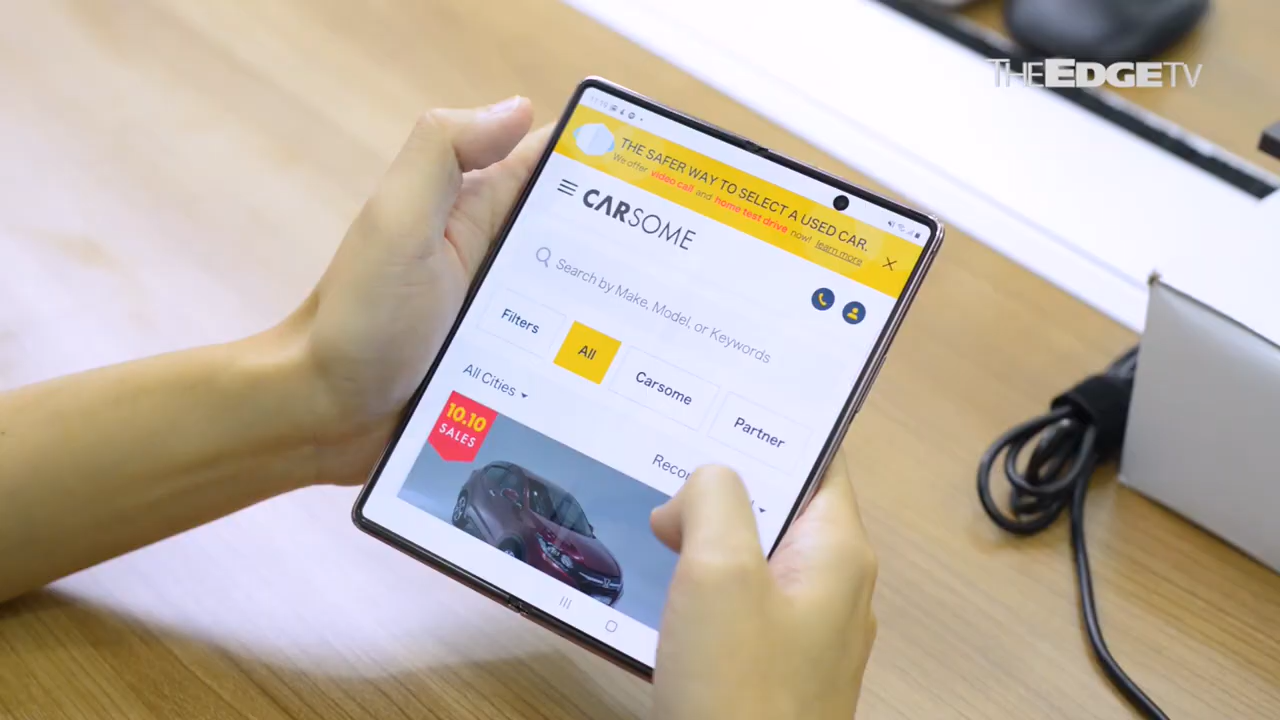 THEEDGETV
THE SAFER WAY TO SELECT A USED CAR.
We offer video call and home test drive now! learn more
CARSOME
Search by Make, Model, or Keywords
Filters
All
Carsome
Partner
All Cities
10.10
SALES